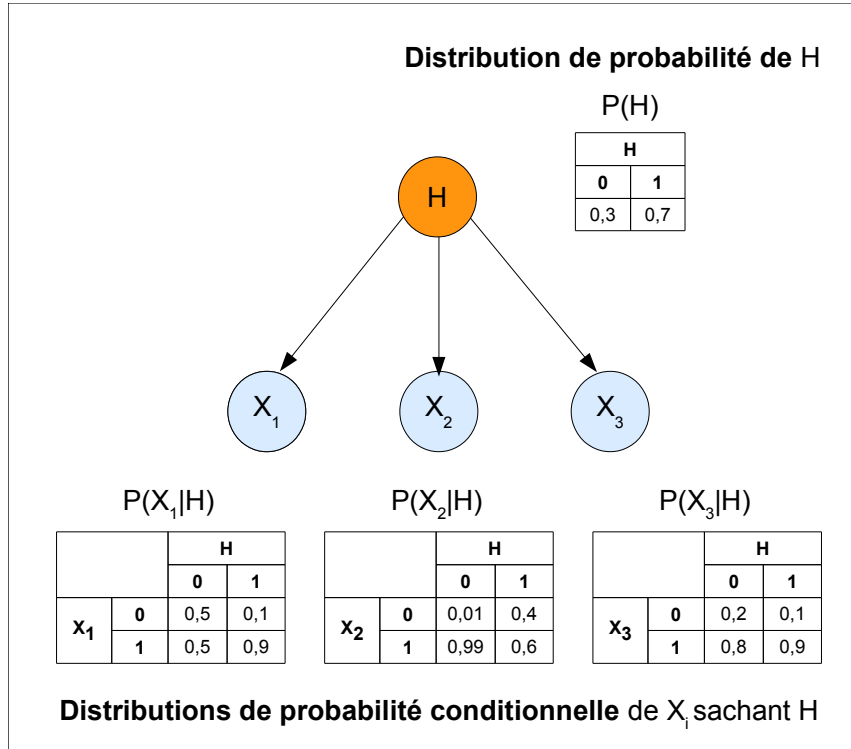 Distribution de probabilité de H
P(H)
H
0 1
0,3 0,7
H
X1 X2 X3
P(X1|H) P(X2|H) P(X3|H)
H H H
0 1 0 1 0 1
X1 0 0,5 0,1 X2 0 0,01 0,4 X3 0 0,2 0,1
1 0,5 0,9 1 0,99 0,6 1 0,8 0,9
Distributions de probabilité conditionnelle de Xi sachant H